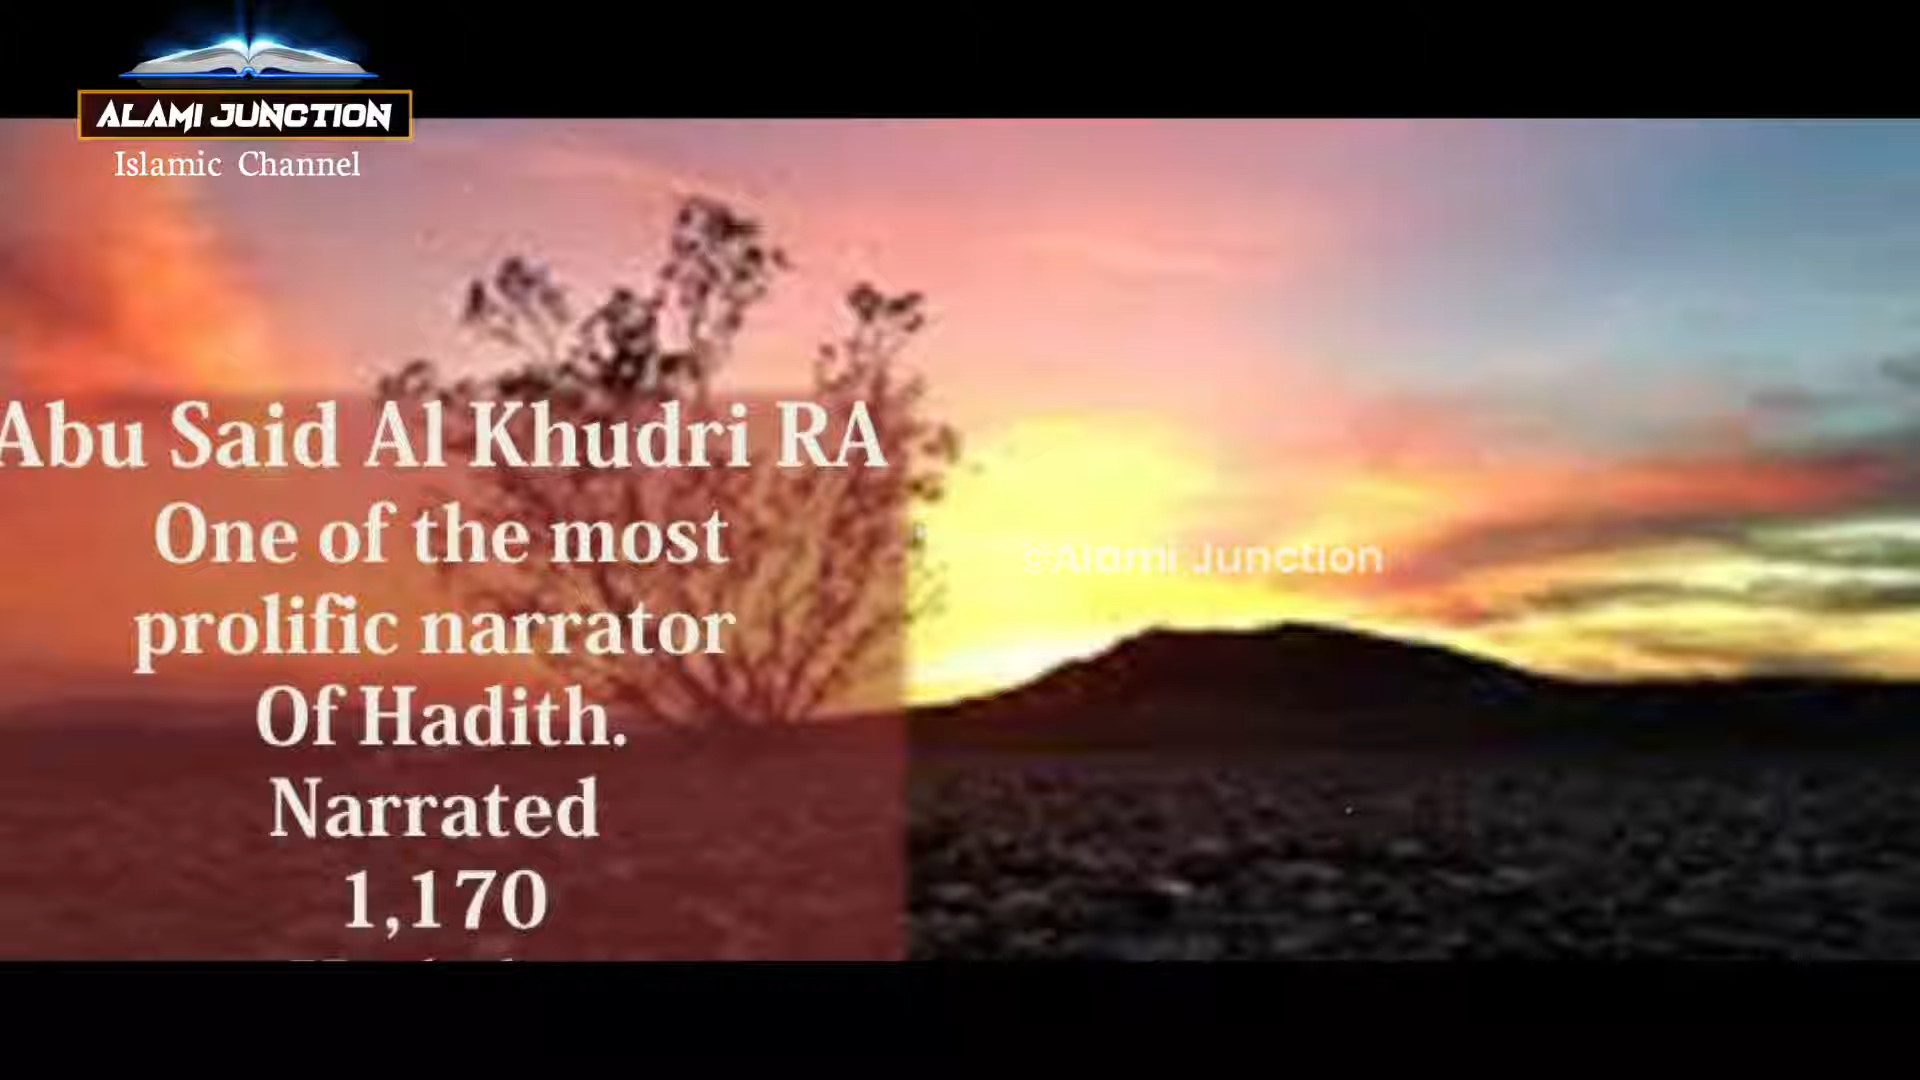 ALAMI JUNCTION
Islamic Channel
Abu Said Al Khudri RA
One of the most
prolific narrator
Of Hadith.
Narrated
1,170
©Alami Junction